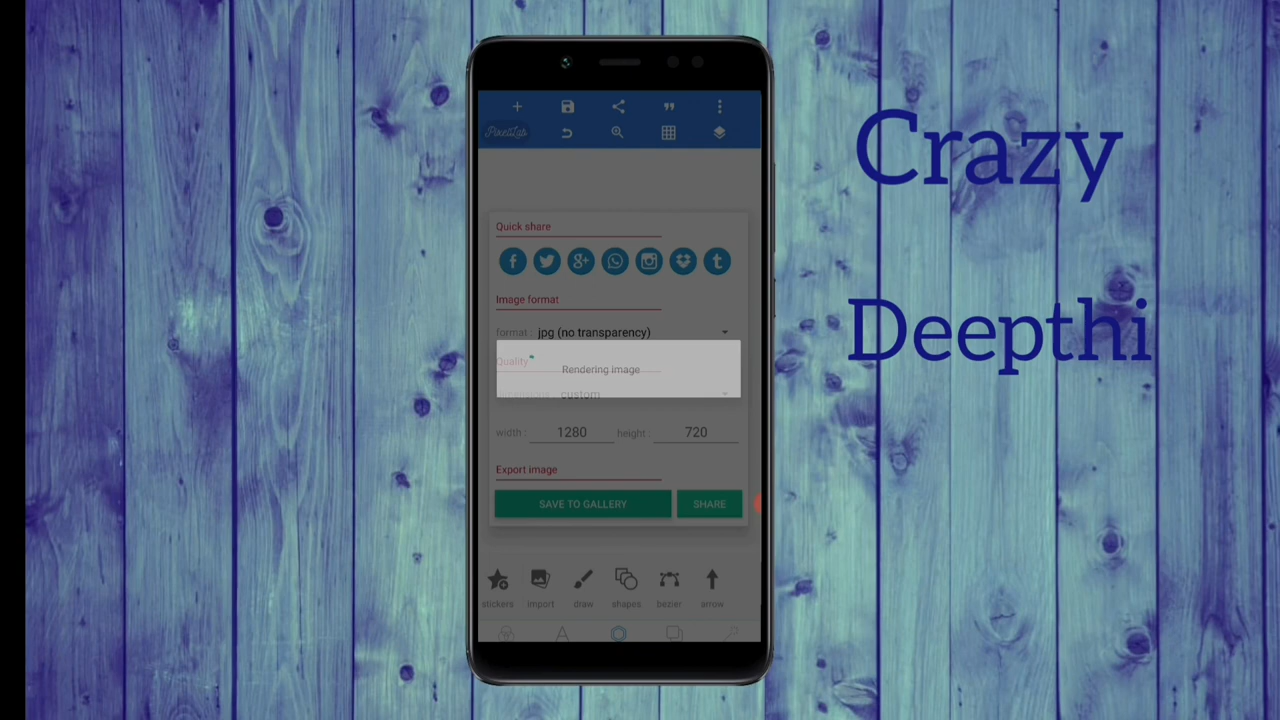 PixelLab
Quick share
Image format
format : jpg (no transparency)
Quality
Rendering image
custom
width : 1280 height : 720
Export image
SAVE TO GALLERY SHARE
stickers import draw shapes bezier arrow
Crazy
Deepthi